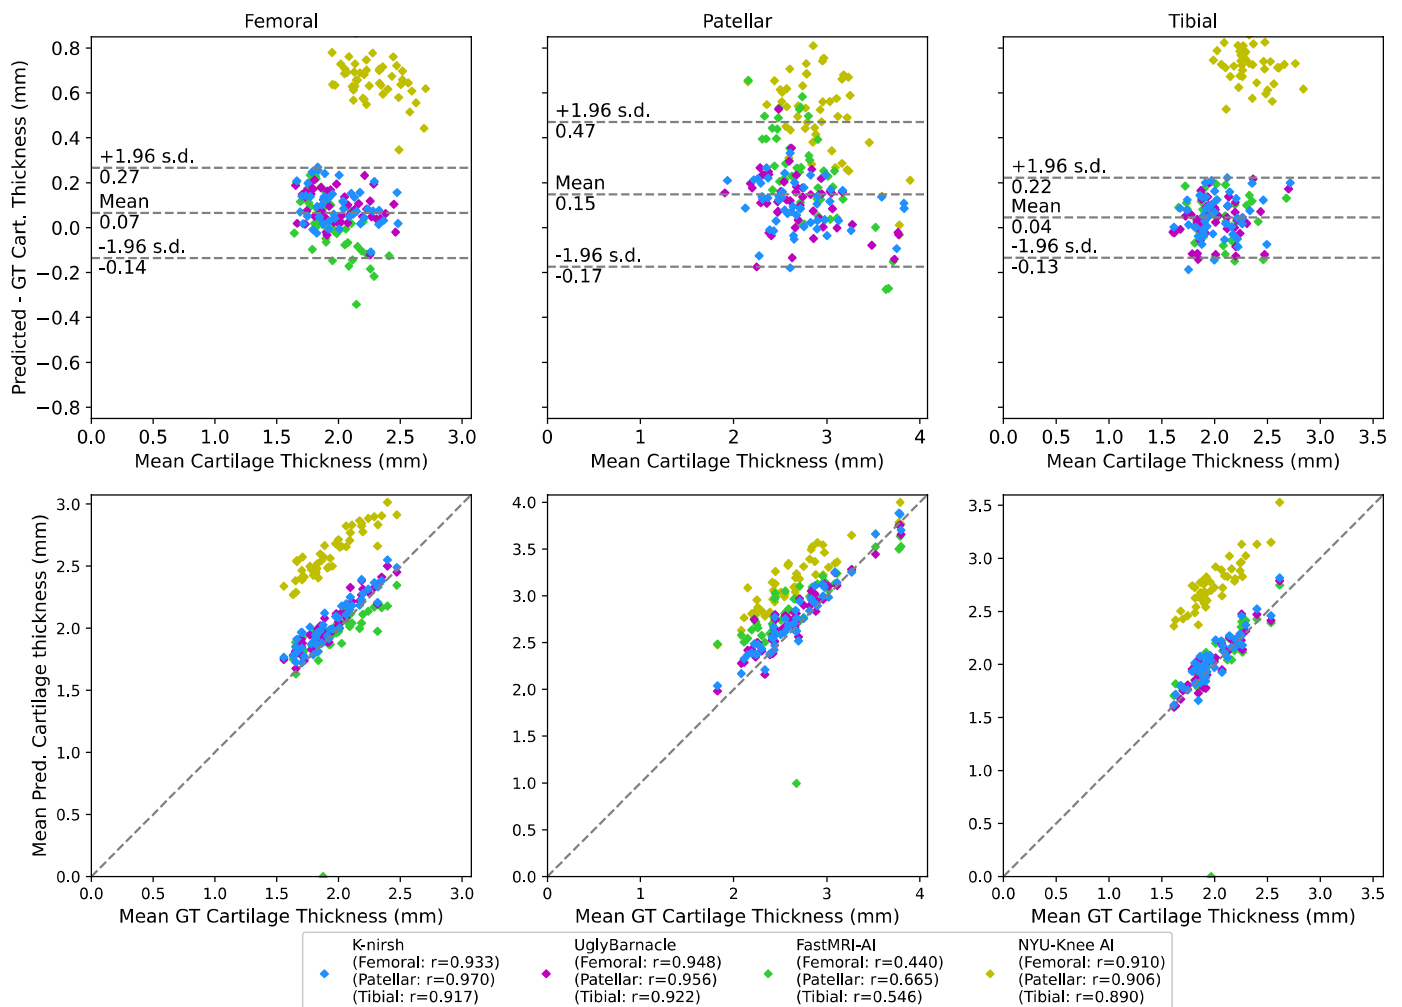 Femoral
Patellar
Tibial
Predicted - GT Cart. Thickness (mm)
0.8
0.6
0.4
0.2
0.0
−0.2
−0.4
−0.6
−0.8
+1.96 s.d.
0.27
Mean
0.07
-1.96 s.d.
-0.14
0.0 0.5 1.0 1.5 2.0 2.5 3.0
Mean Cartilage Thickness (mm)
+1.96 s.d.
0.47
Mean
0.15
-1.96 s.d.
-0.17
0 1 2 3 4
Mean Cartilage Thickness (mm)
+1.96 s.d.
0.22
Mean
0.04
-1.96 s.d.
-0.13
0.0 0.5 1.0 1.5 2.0 2.5 3.0 3.5
Mean Cartilage Thickness (mm)
Mean Pred. Cartilage thickness (mm)
3.0
2.5
2.0
1.5
1.0
0.5
0.0
0.0 0.5 1.0 1.5 2.0 2.5 3.0
Mean GT Cartilage Thickness (mm)
4.0
3.5
3.0
2.5
2.0
1.5
1.0
0.5
0.0
0 2 3 4
Mean GT Cartilage Thickness (mm)
3.5
3.0
2.5
2.0
1.5
1.0
0.5
0.0
0.0 0.5 1.0 1.5 2.0 2.5 3.0 3.5
Mean GT Cartilage Thickness (mm)
K-nirsh
(Femoral: r=0.933)
(Patellar: r=0.970)
(Tibial: r=0.917)
UglyBarnacle
(Femoral: r=0.948)
(Patellar: r=0.956)
(Tibial: r=0.922)
FastMRI-AI
(Femoral: r=0.440)
(Patellar: r=0.665)
(Tibial: r=0.546)
NYU-Knee AI
(Femoral: r=0.910)
(Patellar: r=0.906)
(Tibial: r=0.890)